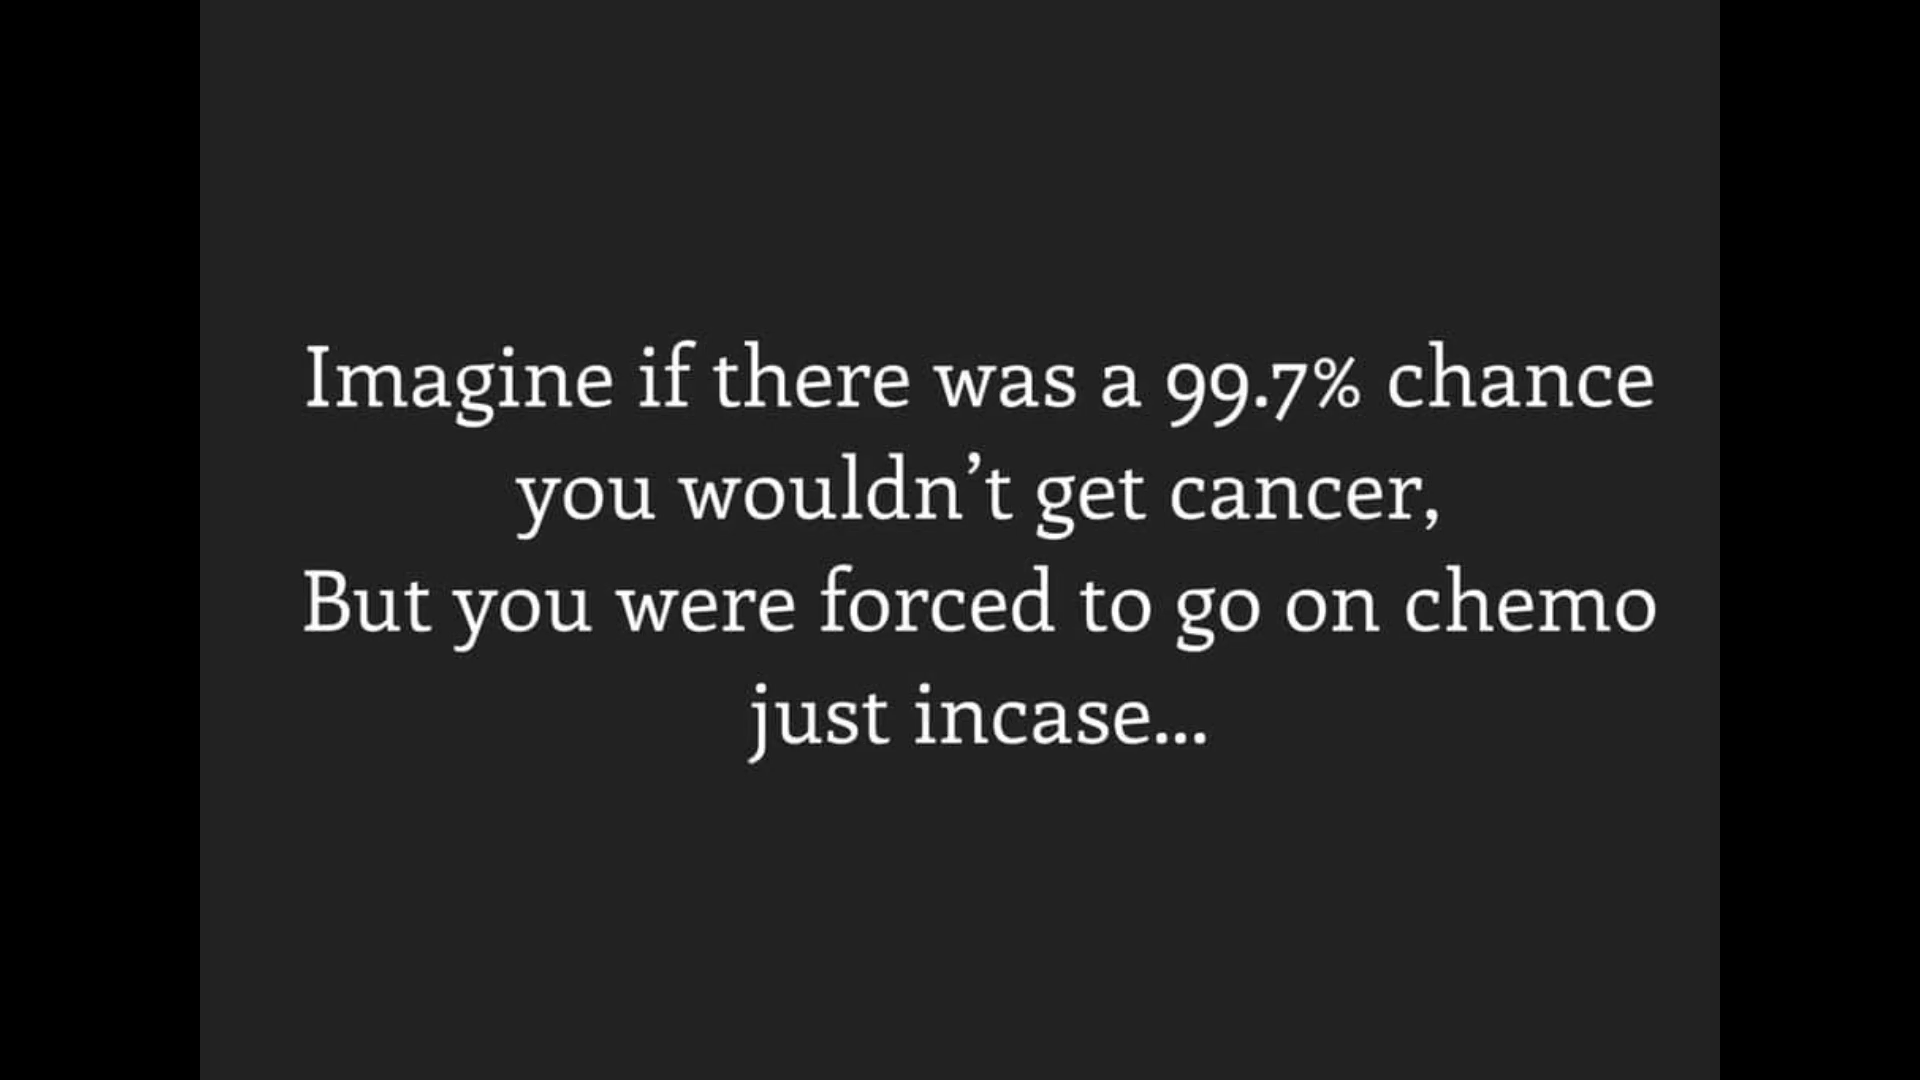 Imagine if there was a 99.7% chance
you wouldn’t get cancer,
But you were forced to go on chemo
just incase...